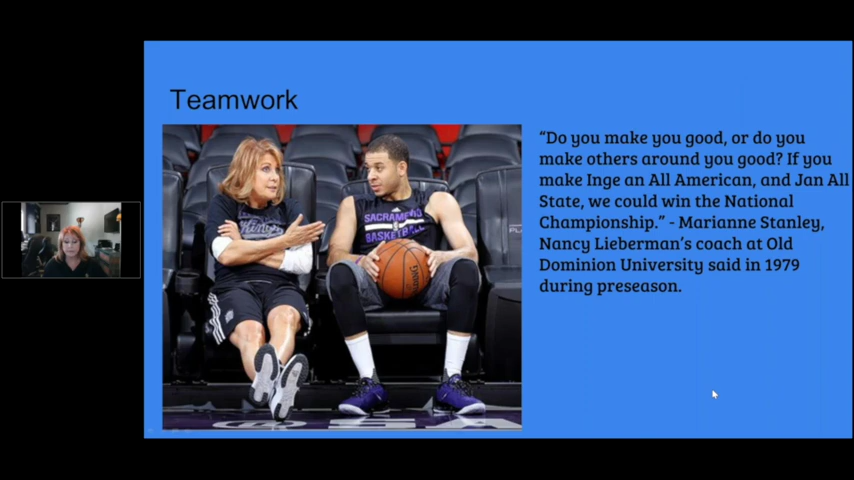 Teamwork
“Do you make you good, or do you
make others around you good? If you
make Inge an All American, and Jan All
State, we could win the National
Championship.” - Marianne Stanley,
Nancy Lieberman’s coach at Old
Dominion University said in 1979
during preseason.
Kings
SACRAMENTO
BASKETBALL